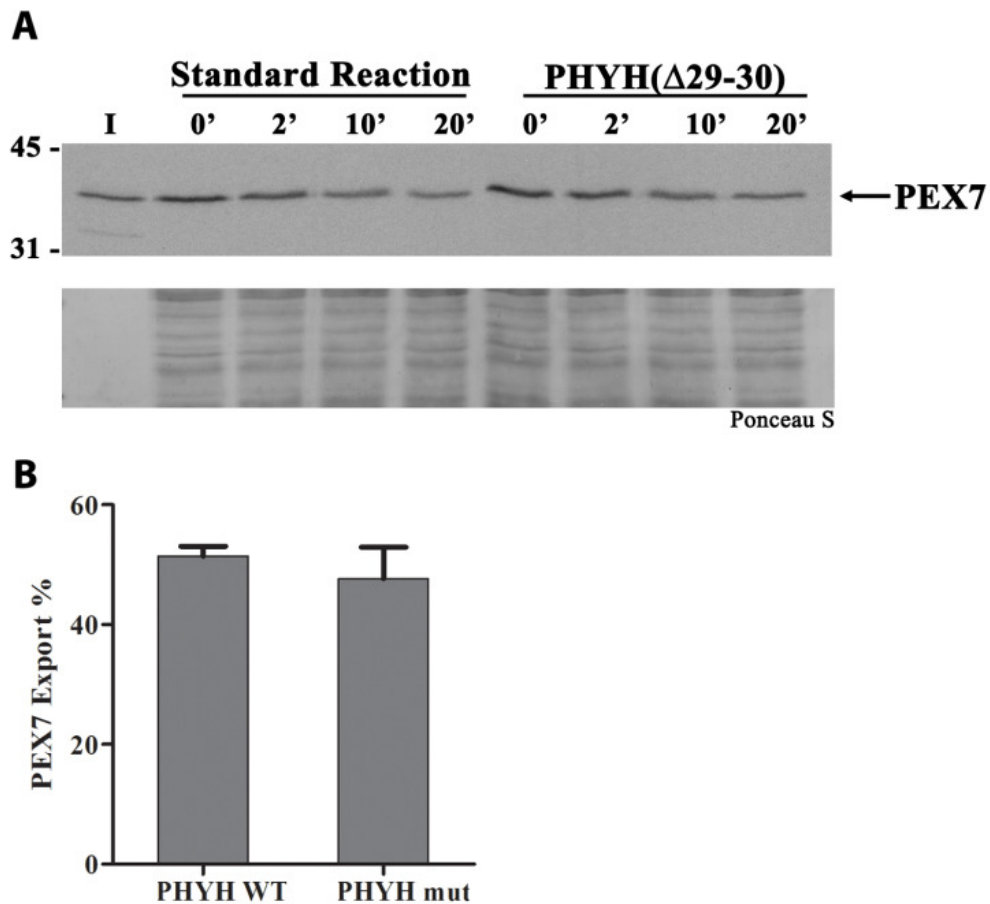 A
Standard Reaction PHYH(Δ29-30)
I 0’ 2’ 10’ 20’ 0’ 2’ 10’ 20’
45 -
PEX7
31 -
Ponceau S
B
60
40
20
0
PEX7 Export %
PHYH WT PHYH mut